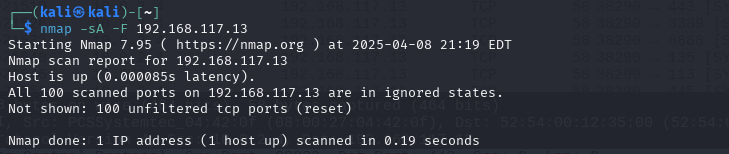 (kali㉿kali)-[~]
$ nmap -sA -F 192.168.117.13
Starting Nmap 7.95 ( https://nmap.org ) at 2025-04-08 21:19 EDT
Nmap scan report for 192.168.117.13
Host is up (0.000085s latency).
All 100 scanned ports on 192.168.117.13 are in ignored states.
Not shown: 100 unfiltered tcp ports (reset)
Nmap done: 1 IP address (1 host up) scanned in 0.19 seconds